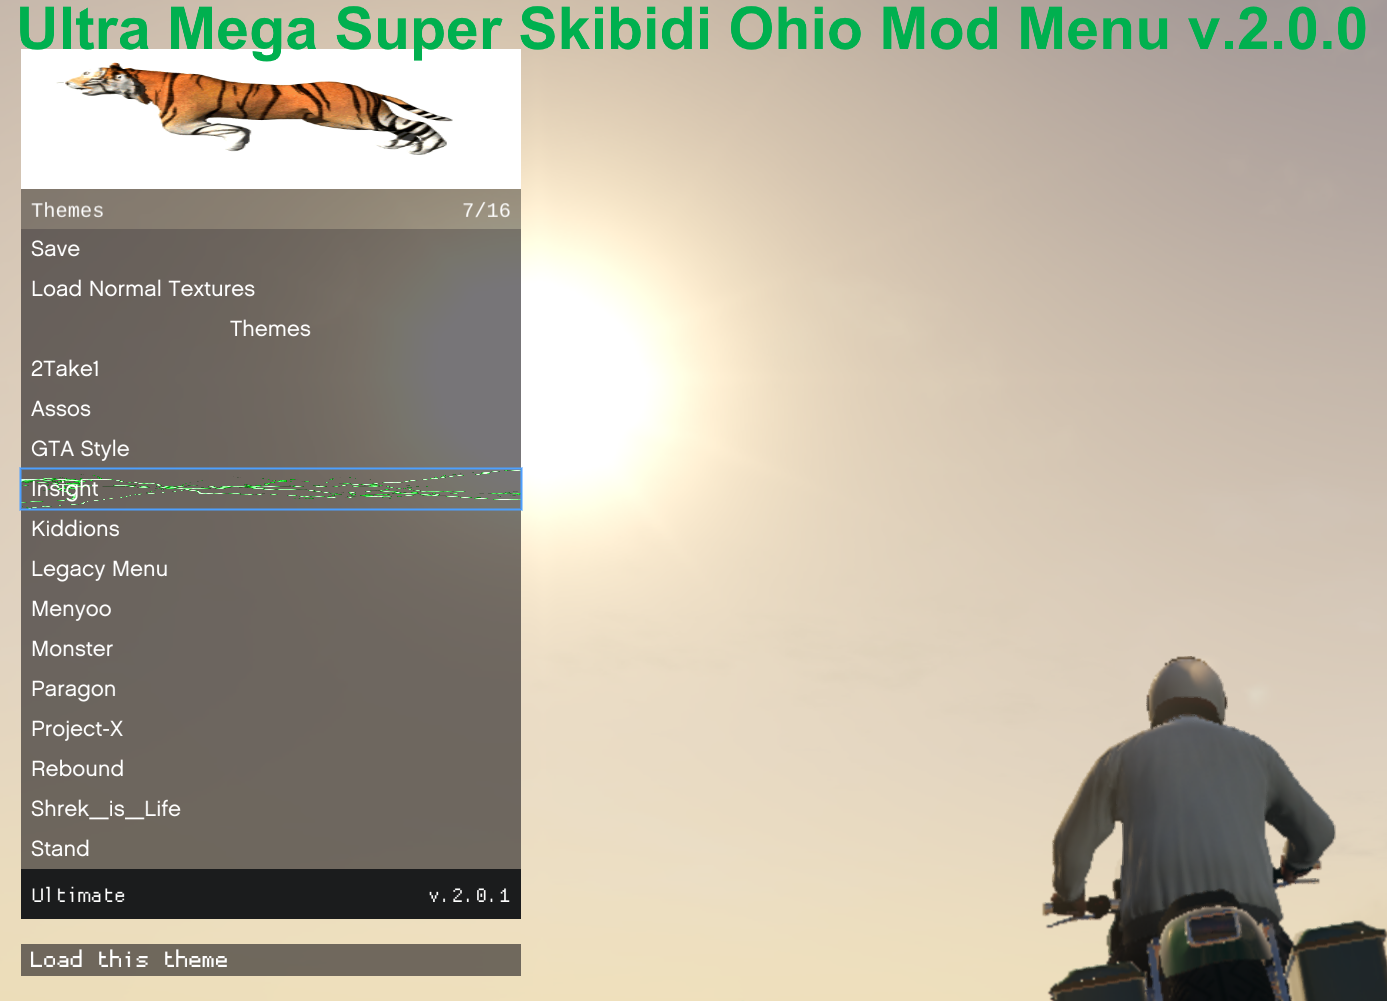 Ultra Mega Super Skibidi Ohio Mod Menu v.2.0.0
Themes 7/16
Save
Load Normal Textures
Themes
2Take1
Assos
GTA Style
Insight
Kiddions
Legacy Menu
Menyoo
Monster
Paragon
Project-X
Rebound
Shrek__is__Life
Stand
Ultimate v.2.0.1
Load this theme